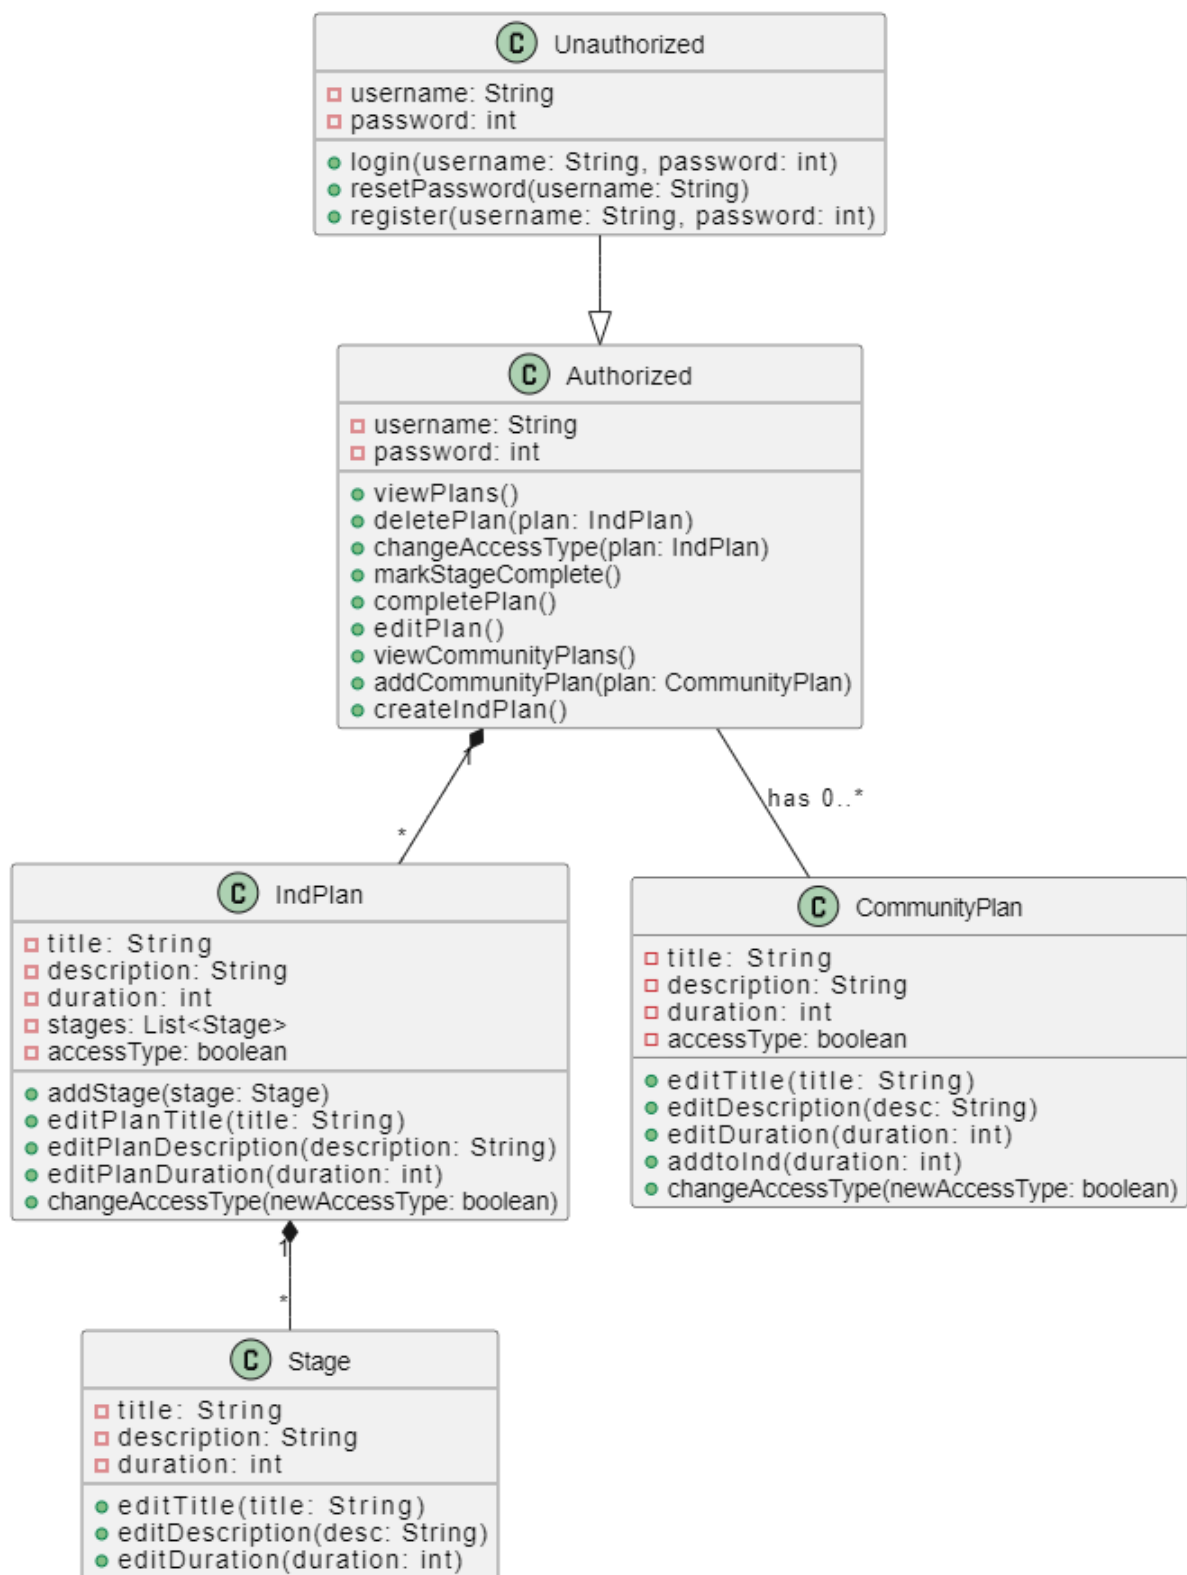 C Unauthorized
username: String
password: int
login(username: String, password: int)
resetPassword(username: String)
register(username: String, password: int)
C Authorized
username: String
password: int
viewPlans()
deletePlan(plan: IndPlan)
changeAccessType(plan: IndPlan)
markStageComplete()
completePlan()
editPlan()
viewCommunityPlans()
addCommunityPlan(plan: CommunityPlan)
createIndPlan()
1
has 0..*
*
C IndPlan
title: String
description: String
duration: int
stages: List<Stage>
accessType: boolean
addStage(stage: Stage)
editPlanTitle(title: String)
editPlanDescription(description: String)
editPlanDuration(duration: int)
changeAccessType(newAccessType: boolean)
C CommunityPlan
title: String
description: String
duration: int
accessType: boolean
editTitle(title: String)
editDescription(desc: String)
editDuration(duration: int)
addtoInd(duration: int)
changeAccessType(newAccessType: boolean)
1
*
C Stage
title: String
description: String
duration: int
editTitle(title: String)
editDescription(desc: String)
editDuration(duration: int)